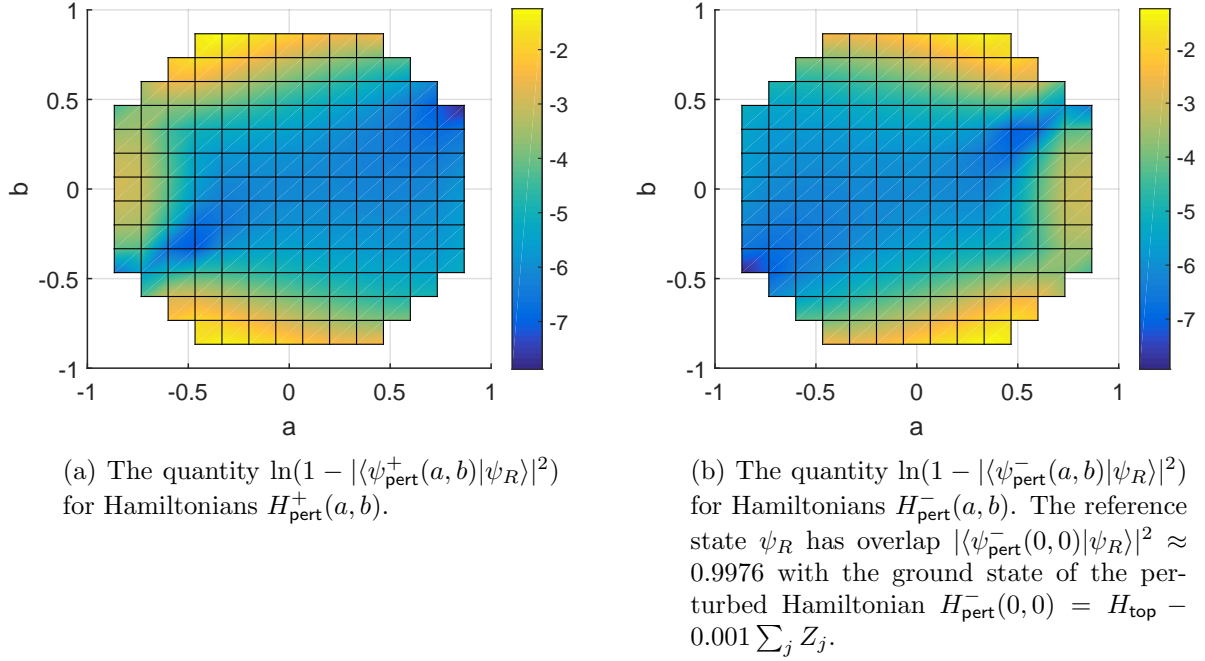 1
0.5
0
-0.5
-1
b
-1 -0.5 0 0.5 1
a
-2
-3
-4
-5
-6
-7
1
0.5
0
-0.5
-1
b
-1 -0.5 0 0.5 1
a
-2
-3
-4
-5
-6
-7
(a) The quantity ln(1 − |⟨ψ⁺pert(a, b)|ψR⟩|²)
for Hamiltonians H⁺pert(a, b).
(b) The quantity ln(1 − |⟨ψ⁻pert(a, b)|ψR⟩|²)
for Hamiltonians H⁻pert(a, b). The reference
state ψR has overlap |⟨ψ⁻pert(0, 0)|ψR⟩|² ≈
0.9976 with the ground state of the per-
turbed Hamiltonian H⁻pert(0, 0) = Htop −
0.001 ∑j Zj.